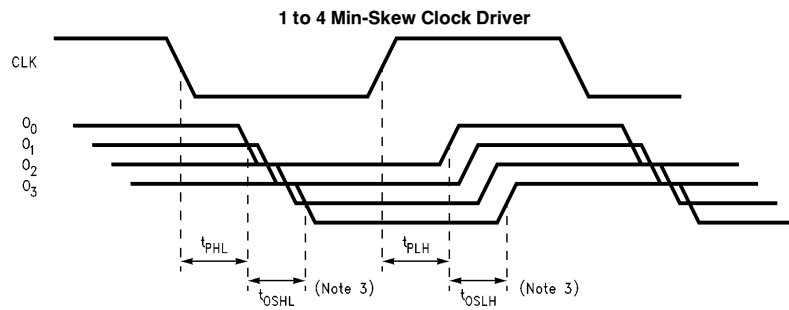 1 to 4 Min-Skew Clock Driver
CLK
O0
O1
O2
O3
tPHL
tPLH
tOSHL (Note 3)
tOSLH (Note 3)